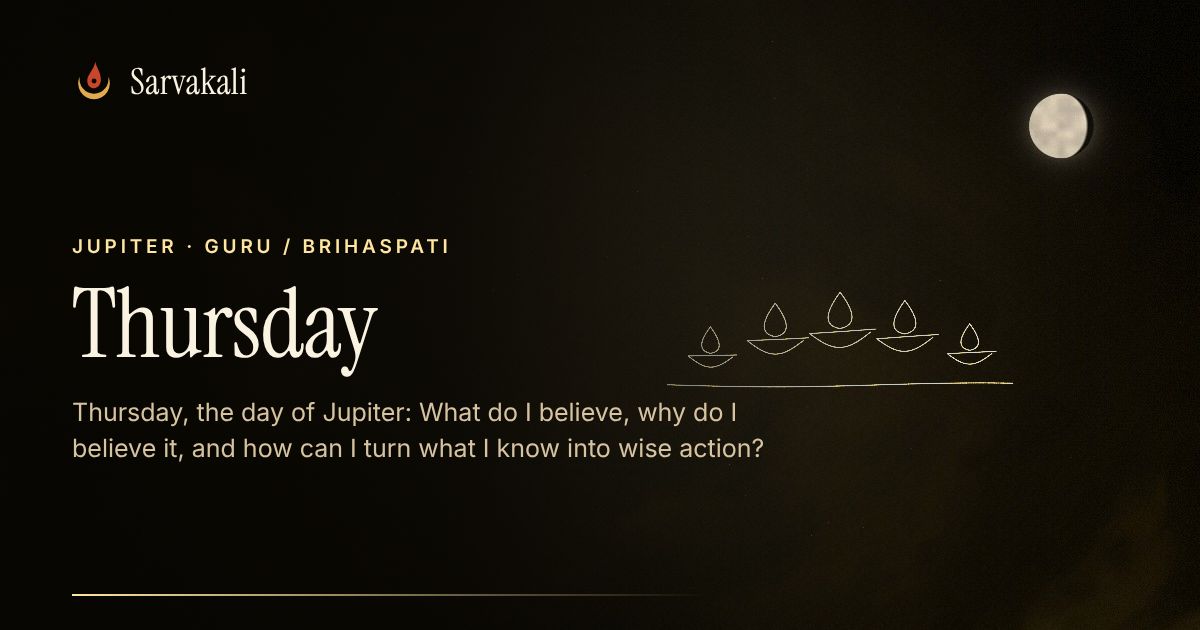 Sarvakali
JUPITER · GURU / BRIHASPATI
Thursday
Thursday, the day of Jupiter: What do I believe, why do I
believe it, and how can I turn what I know into wise action?